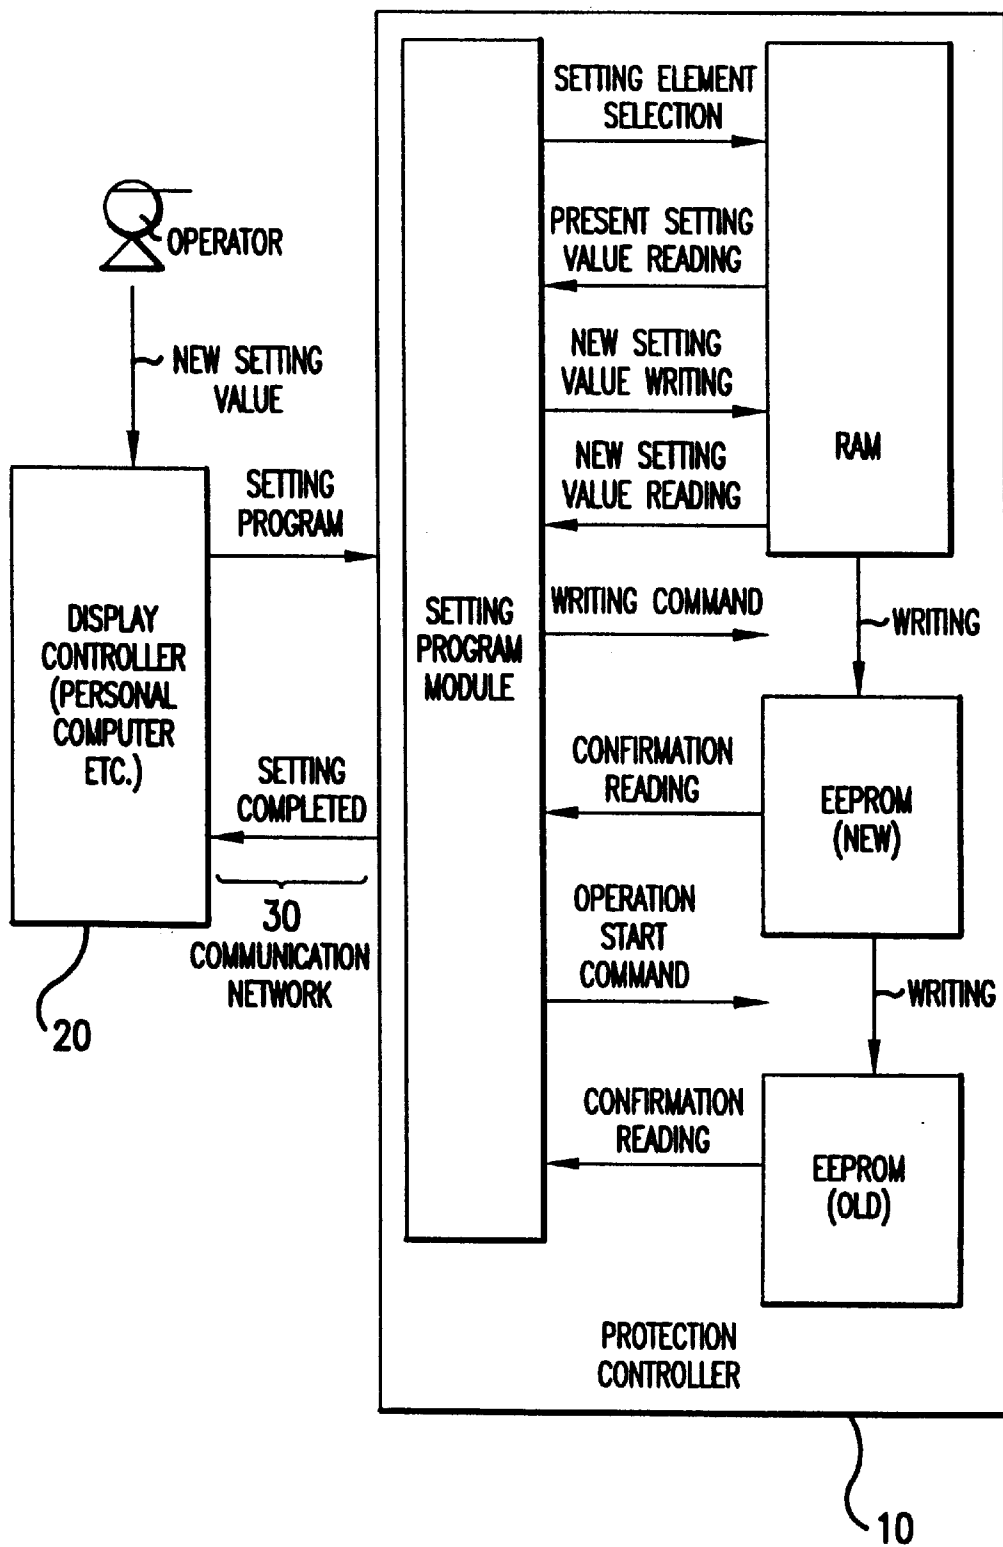 OPERATOR
NEW SETTING
VALUE
DISPLAY
CONTROLLER
(PERSONAL
COMPUTER
ETC.)
20
SETTING
PROGRAM
SETTING
COMPLETED
30
COMMUNICATION
NETWORK
SETTING
PROGRAM
MODULE
SETTING ELEMENT
SELECTION
PRESENT SETTING
VALUE READING
NEW SETTING
VALUE WRITING
NEW SETTING
VALUE READING
WRITING COMMAND
CONFIRMATION
READING
OPERATION
START
COMMAND
CONFIRMATION
READING
RAM
WRITING
EEPROM
(NEW)
WRITING
EEPROM
(OLD)
PROTECTION
CONTROLLER
10